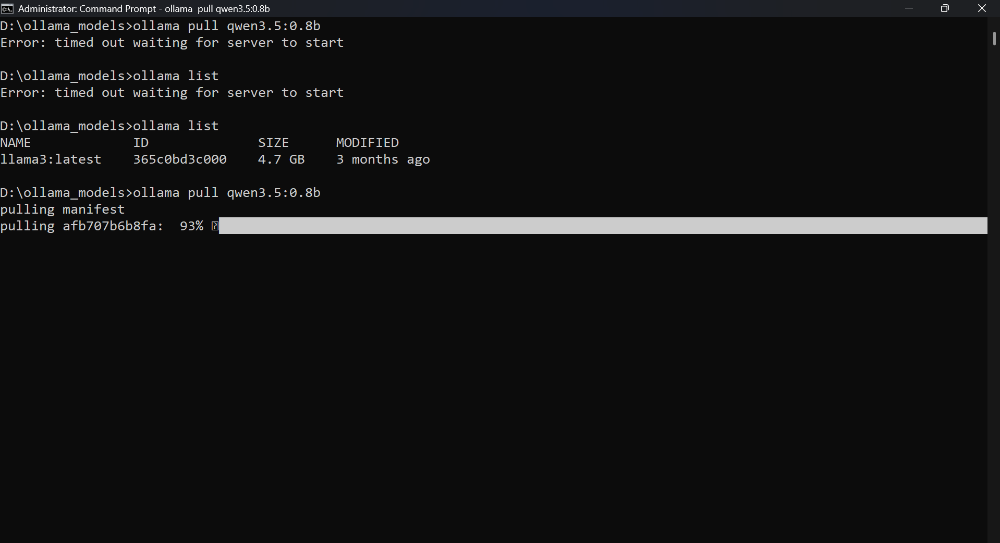 Administrator: Command Prompt - ollama  pull qwen3.5:0.8b
D:\ollama_models>ollama pull qwen3.5:0.8b
Error: timed out waiting for server to start
D:\ollama_models>ollama list
Error: timed out waiting for server to start
D:\ollama_models>ollama list
NAME             ID              SIZE      MODIFIED
llama3:latest    365c0bd3c000    4.7 GB    3 months ago
D:\ollama_models>ollama pull qwen3.5:0.8b
pulling manifest
pulling afb707b6b8fa:  93%